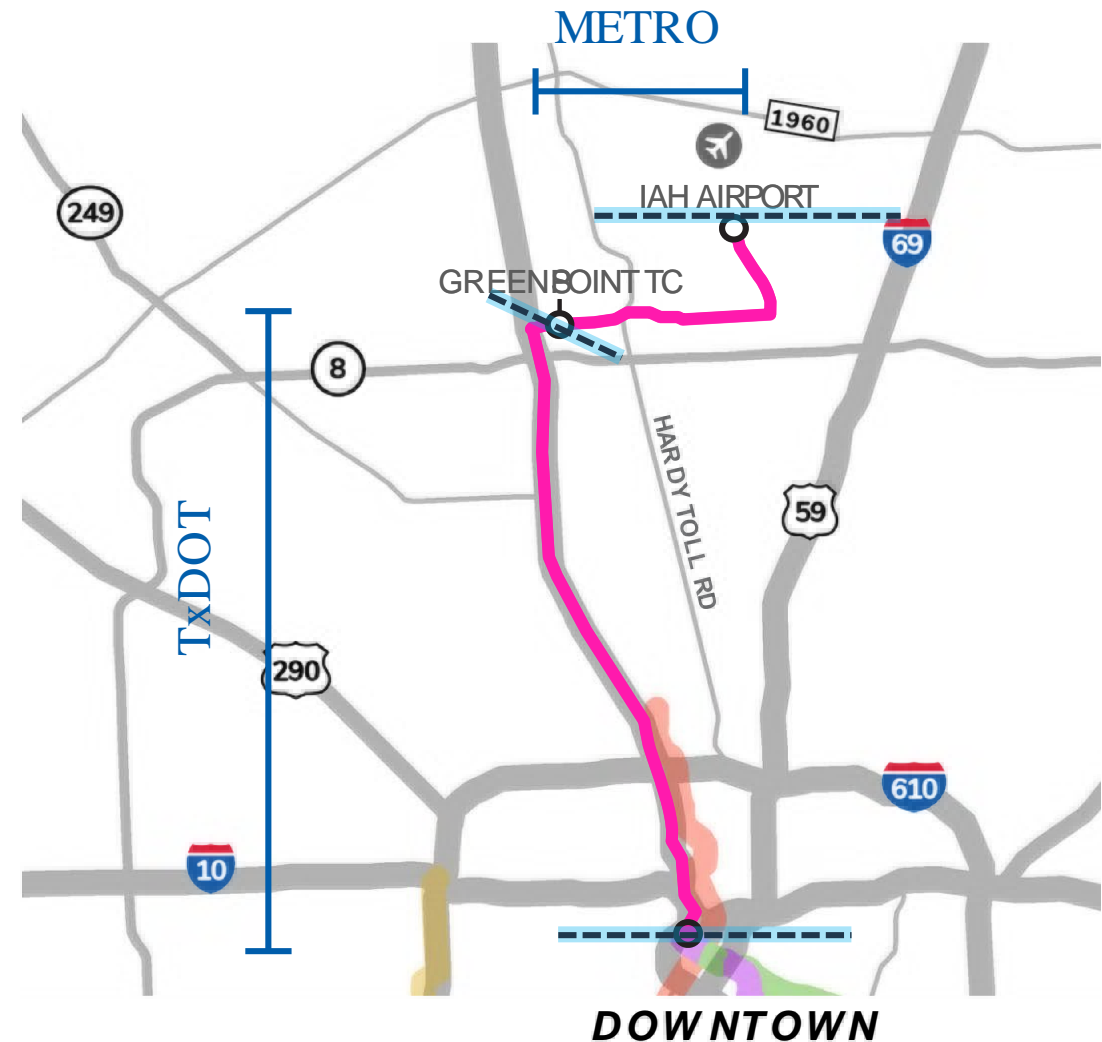 METRO
1960
IAH AIRPORT
249
69
GREENSPOINT TC
8
HARDY TOLL RD
59
TxDOT
290
610
10
DOWNTOWN